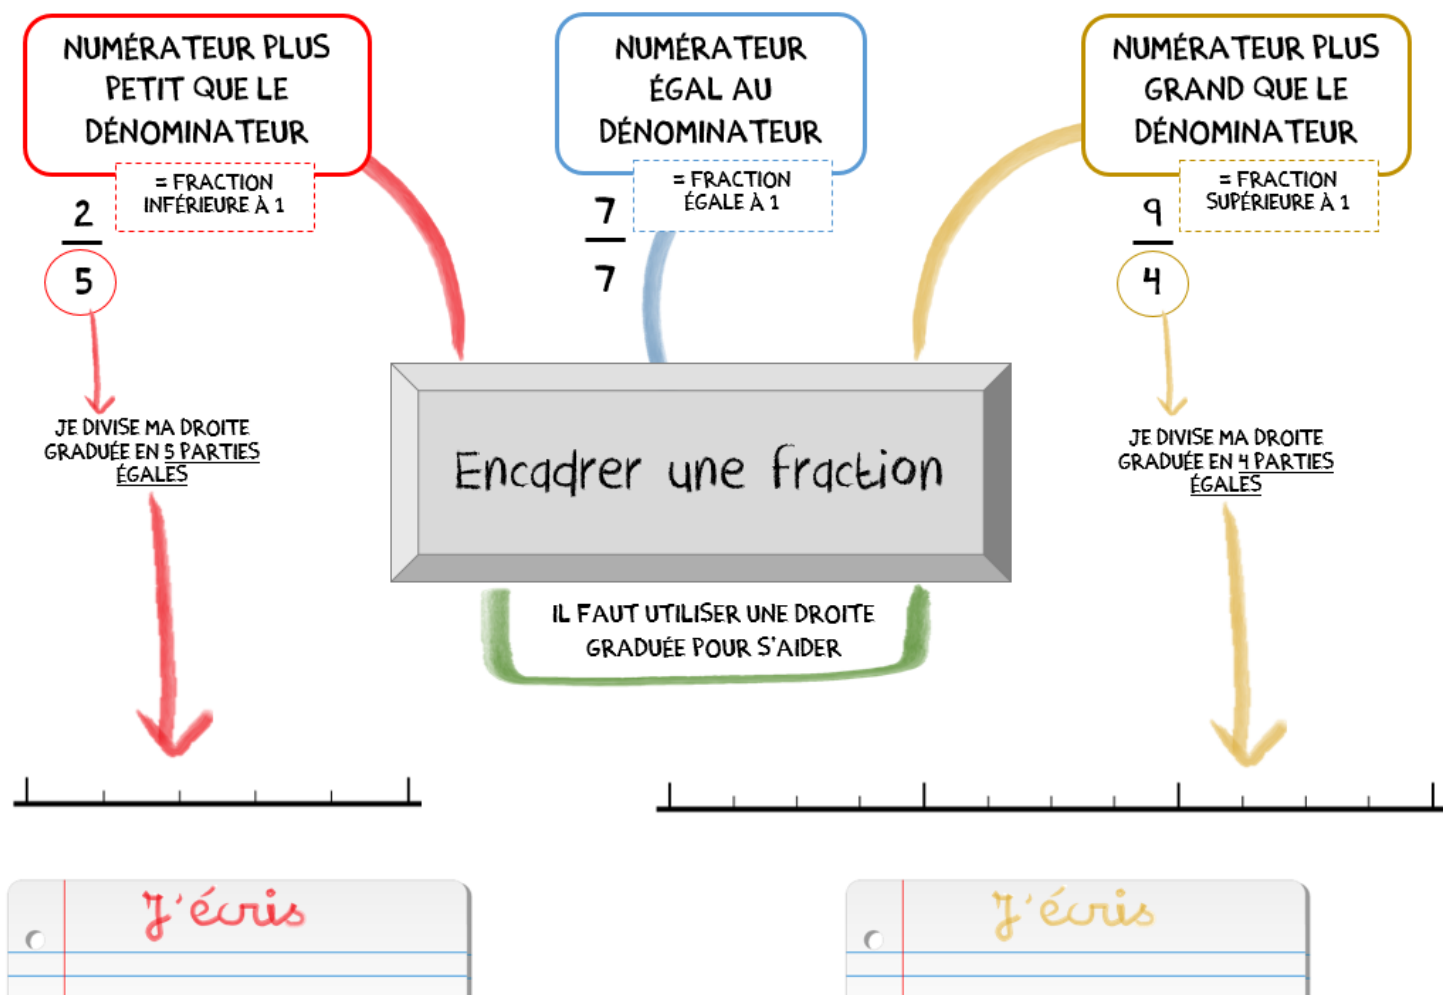 NUMÉRATEUR PLUS
PETIT QUE LE
DÉNOMINATEUR
= FRACTION
INFÉRIEURE À 1
2
5
JE DIVISE MA DROITE
GRADUÉE EN 5 PARTIES
ÉGALES
NUMÉRATEUR
ÉGAL AU
DÉNOMINATEUR
= FRACTION
ÉGALE À 1
7
7
NUMÉRATEUR PLUS
GRAND QUE LE
DÉNOMINATEUR
= FRACTION
SUPÉRIEURE À 1
9
4
JE DIVISE MA DROITE
GRADUÉE EN 4 PARTIES
ÉGALES
Encadrer une fraction
IL FAUT UTILISER UNE DROITE
GRADUÉE POUR S'AIDER
J'écris
J'écris